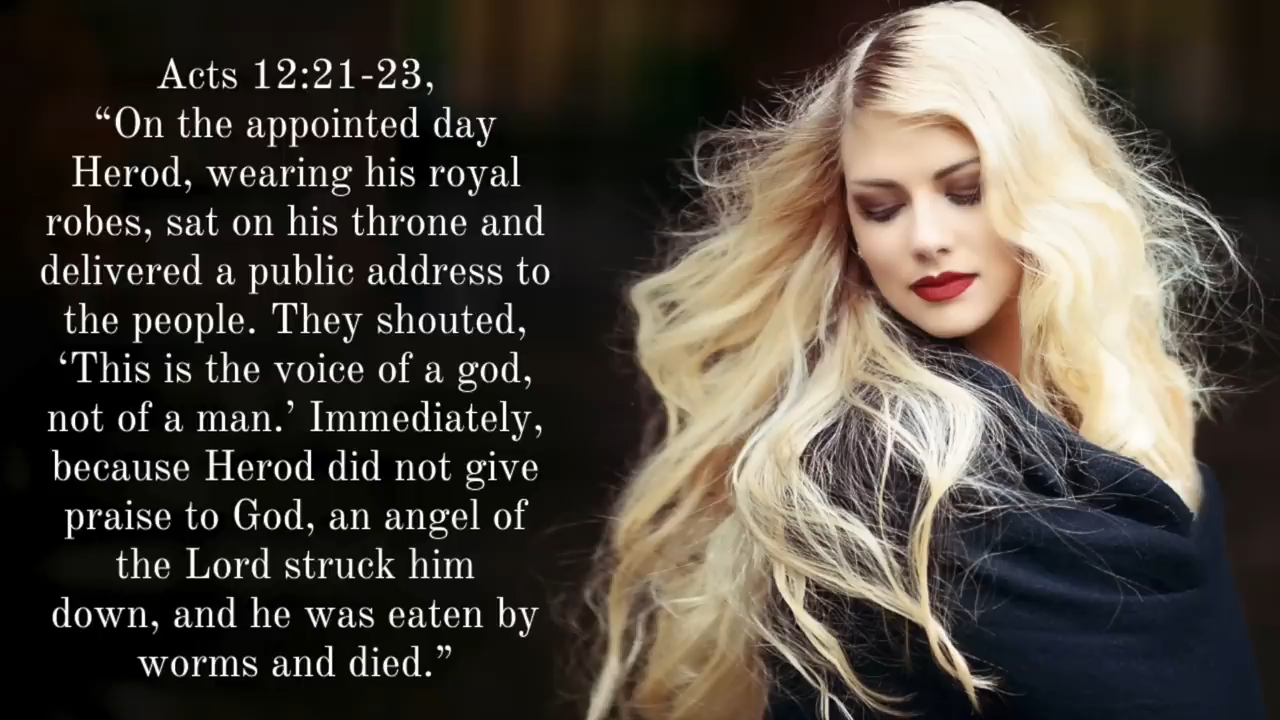 Acts 12:21-23,
“On the appointed day
Herod, wearing his royal
robes, sat on his throne and
delivered a public address to
the people. They shouted,
‘This is the voice of a god,
not of a man.’ Immediately,
because Herod did not give
praise to God, an angel of
the Lord struck him
down, and he was eaten by
worms and died.”